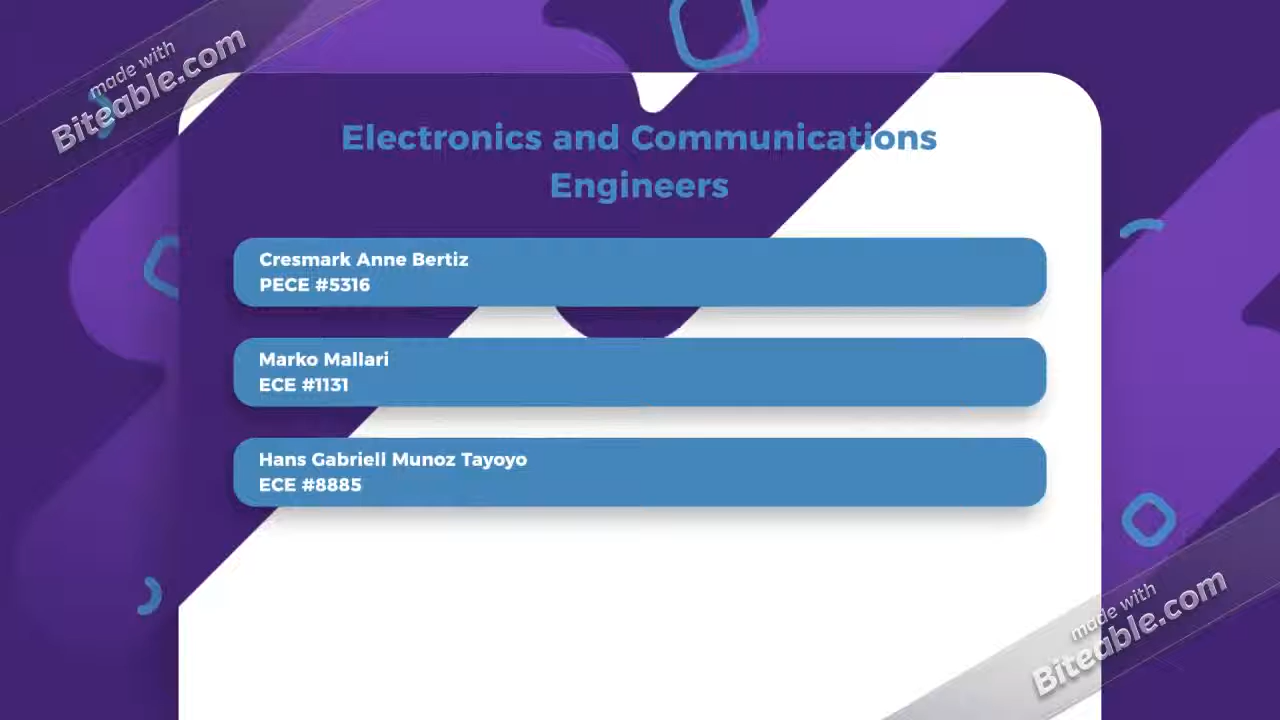 made with
Biteable.com
Electronics and Communications
Engineers
Cresmark Anne Bertiz
PECE #5316
Marko Mallari
ECE #1131
Hans Gabriell Munoz Tayoyo
ECE #8885
made with
Biteable.com